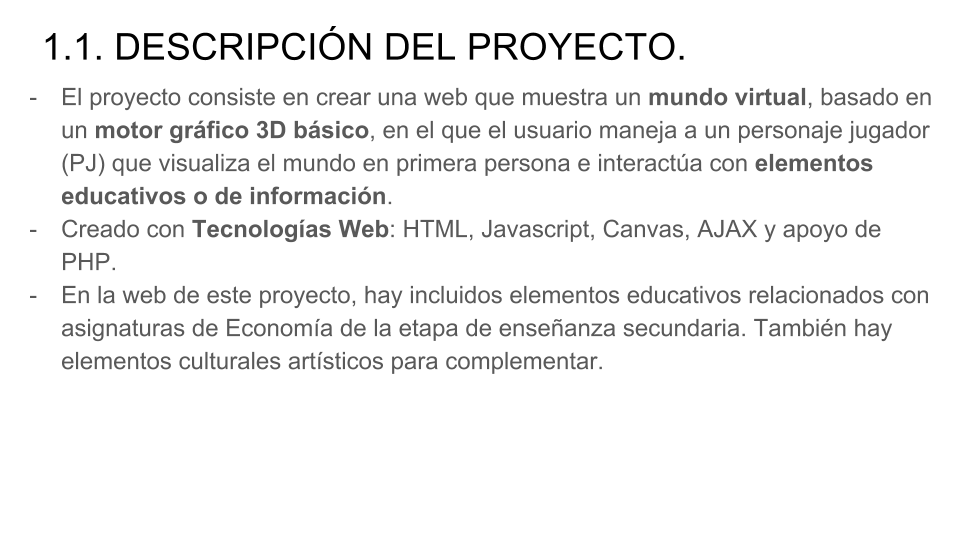 1.1. DESCRIPCIÓN DEL PROYECTO.
- El proyecto consiste en crear una web que muestra un mundo virtual, basado en
un motor gráfico 3D básico, en el que el usuario maneja a un personaje jugador
(PJ) que visualiza el mundo en primera persona e interactúa con elementos
educativos o de información.
- Creado con Tecnologías Web: HTML, Javascript, Canvas, AJAX y apoyo de
PHP.
- En la web de este proyecto, hay incluidos elementos educativos relacionados con
asignaturas de Economía de la etapa de enseñanza secundaria. También hay
elementos culturales artísticos para complementar.